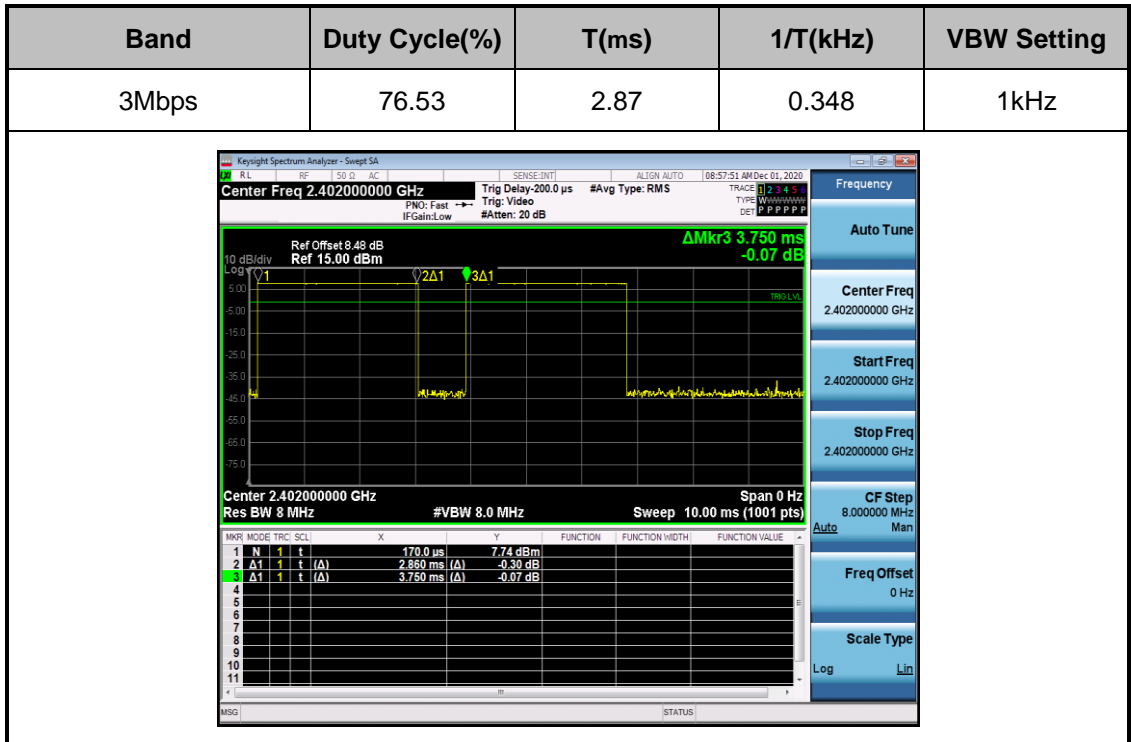 Band Duty Cycle(%) T(ms) 1/T(kHz) VBW Setting
3Mbps 76.53 2.87 0.348 1kHz
Keysight Spectrum Analyzer - Swept SA
RL RF 50 Ω AC SENSE:INT ALIGN AUTO 08:57:51 AM Dec 01, 2020
Center Freq 2.402000000 GHz Trig Delay-200.0 µs #Avg Type: RMS TRACE 1 2 3 4 5 6 Frequency
PNO: Fast Trig: Video TYPE WWWWWW
IFGain:Low #Atten: 20 dB DET P P P P P P
Auto Tune
ΔMkr3 3.750 ms
Ref Offset 8.48 dB
10 dB/div Ref 15.00 dBm -0.07 dB
Log 1 2Δ1 3Δ1
5.00
TRIG LVL
-5.00
-15.0
-25.0
-35.0
-45.0
-55.0
-65.0
-75.0
Center Freq
2.402000000 GHz
Start Freq
2.402000000 GHz
Stop Freq
2.402000000 GHz
Center 2.402000000 GHz Span 0 Hz
Res BW 8 MHz #VBW 8.0 MHz Sweep 10.00 ms (1001 pts)
CF Step
8.000000 MHz
Auto Man
MKR MODE TRC SCL X Y FUNCTION FUNCTION WIDTH FUNCTION VALUE
1 N 1 t 170.0 µs 7.74 dBm
2 Δ1 1 t (Δ) 2.860 ms (Δ) -0.30 dB
3 Δ1 1 t (Δ) 3.750 ms (Δ) -0.07 dB
4
5
6
7
8
9
10
11
Freq Offset
0 Hz
Scale Type
Log Lin
MSG STATUS